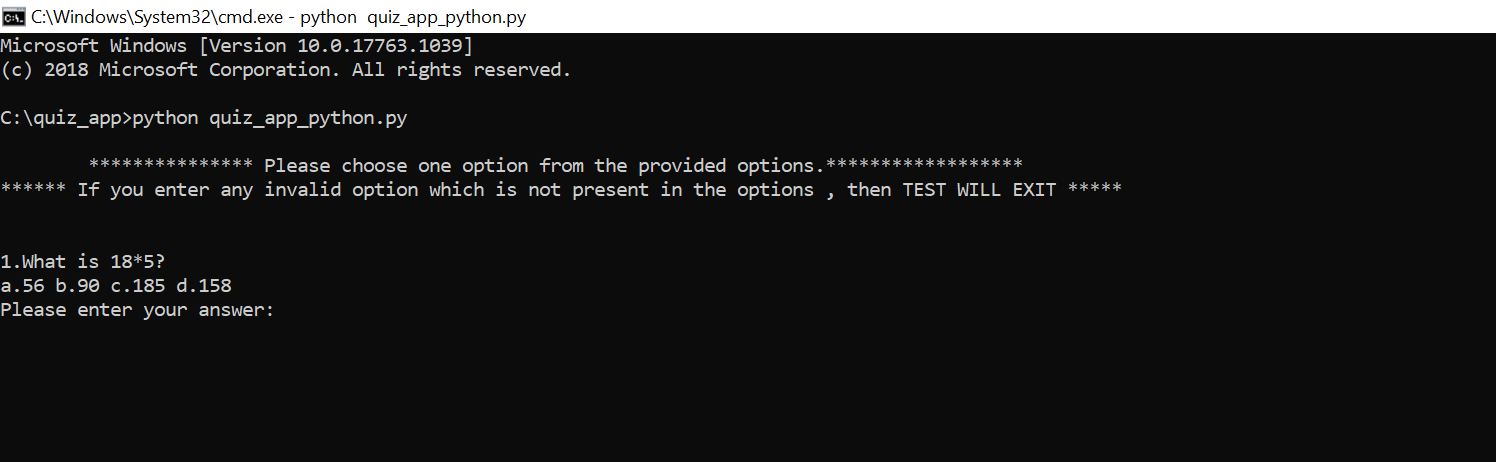 C:\Windows\System32\cmd.exe - python  quiz_app_python.py
Microsoft Windows [Version 10.0.17763.1039]
(c) 2018 Microsoft Corporation. All rights reserved.
C:\quiz_app>python quiz_app_python.py
*************** Please choose one option from the provided options.******************
****** If you enter any invalid option which is not present in the options , then TEST WILL EXIT *****
1.What is 18*5?
a.56 b.90 c.185 d.158
Please enter your answer: